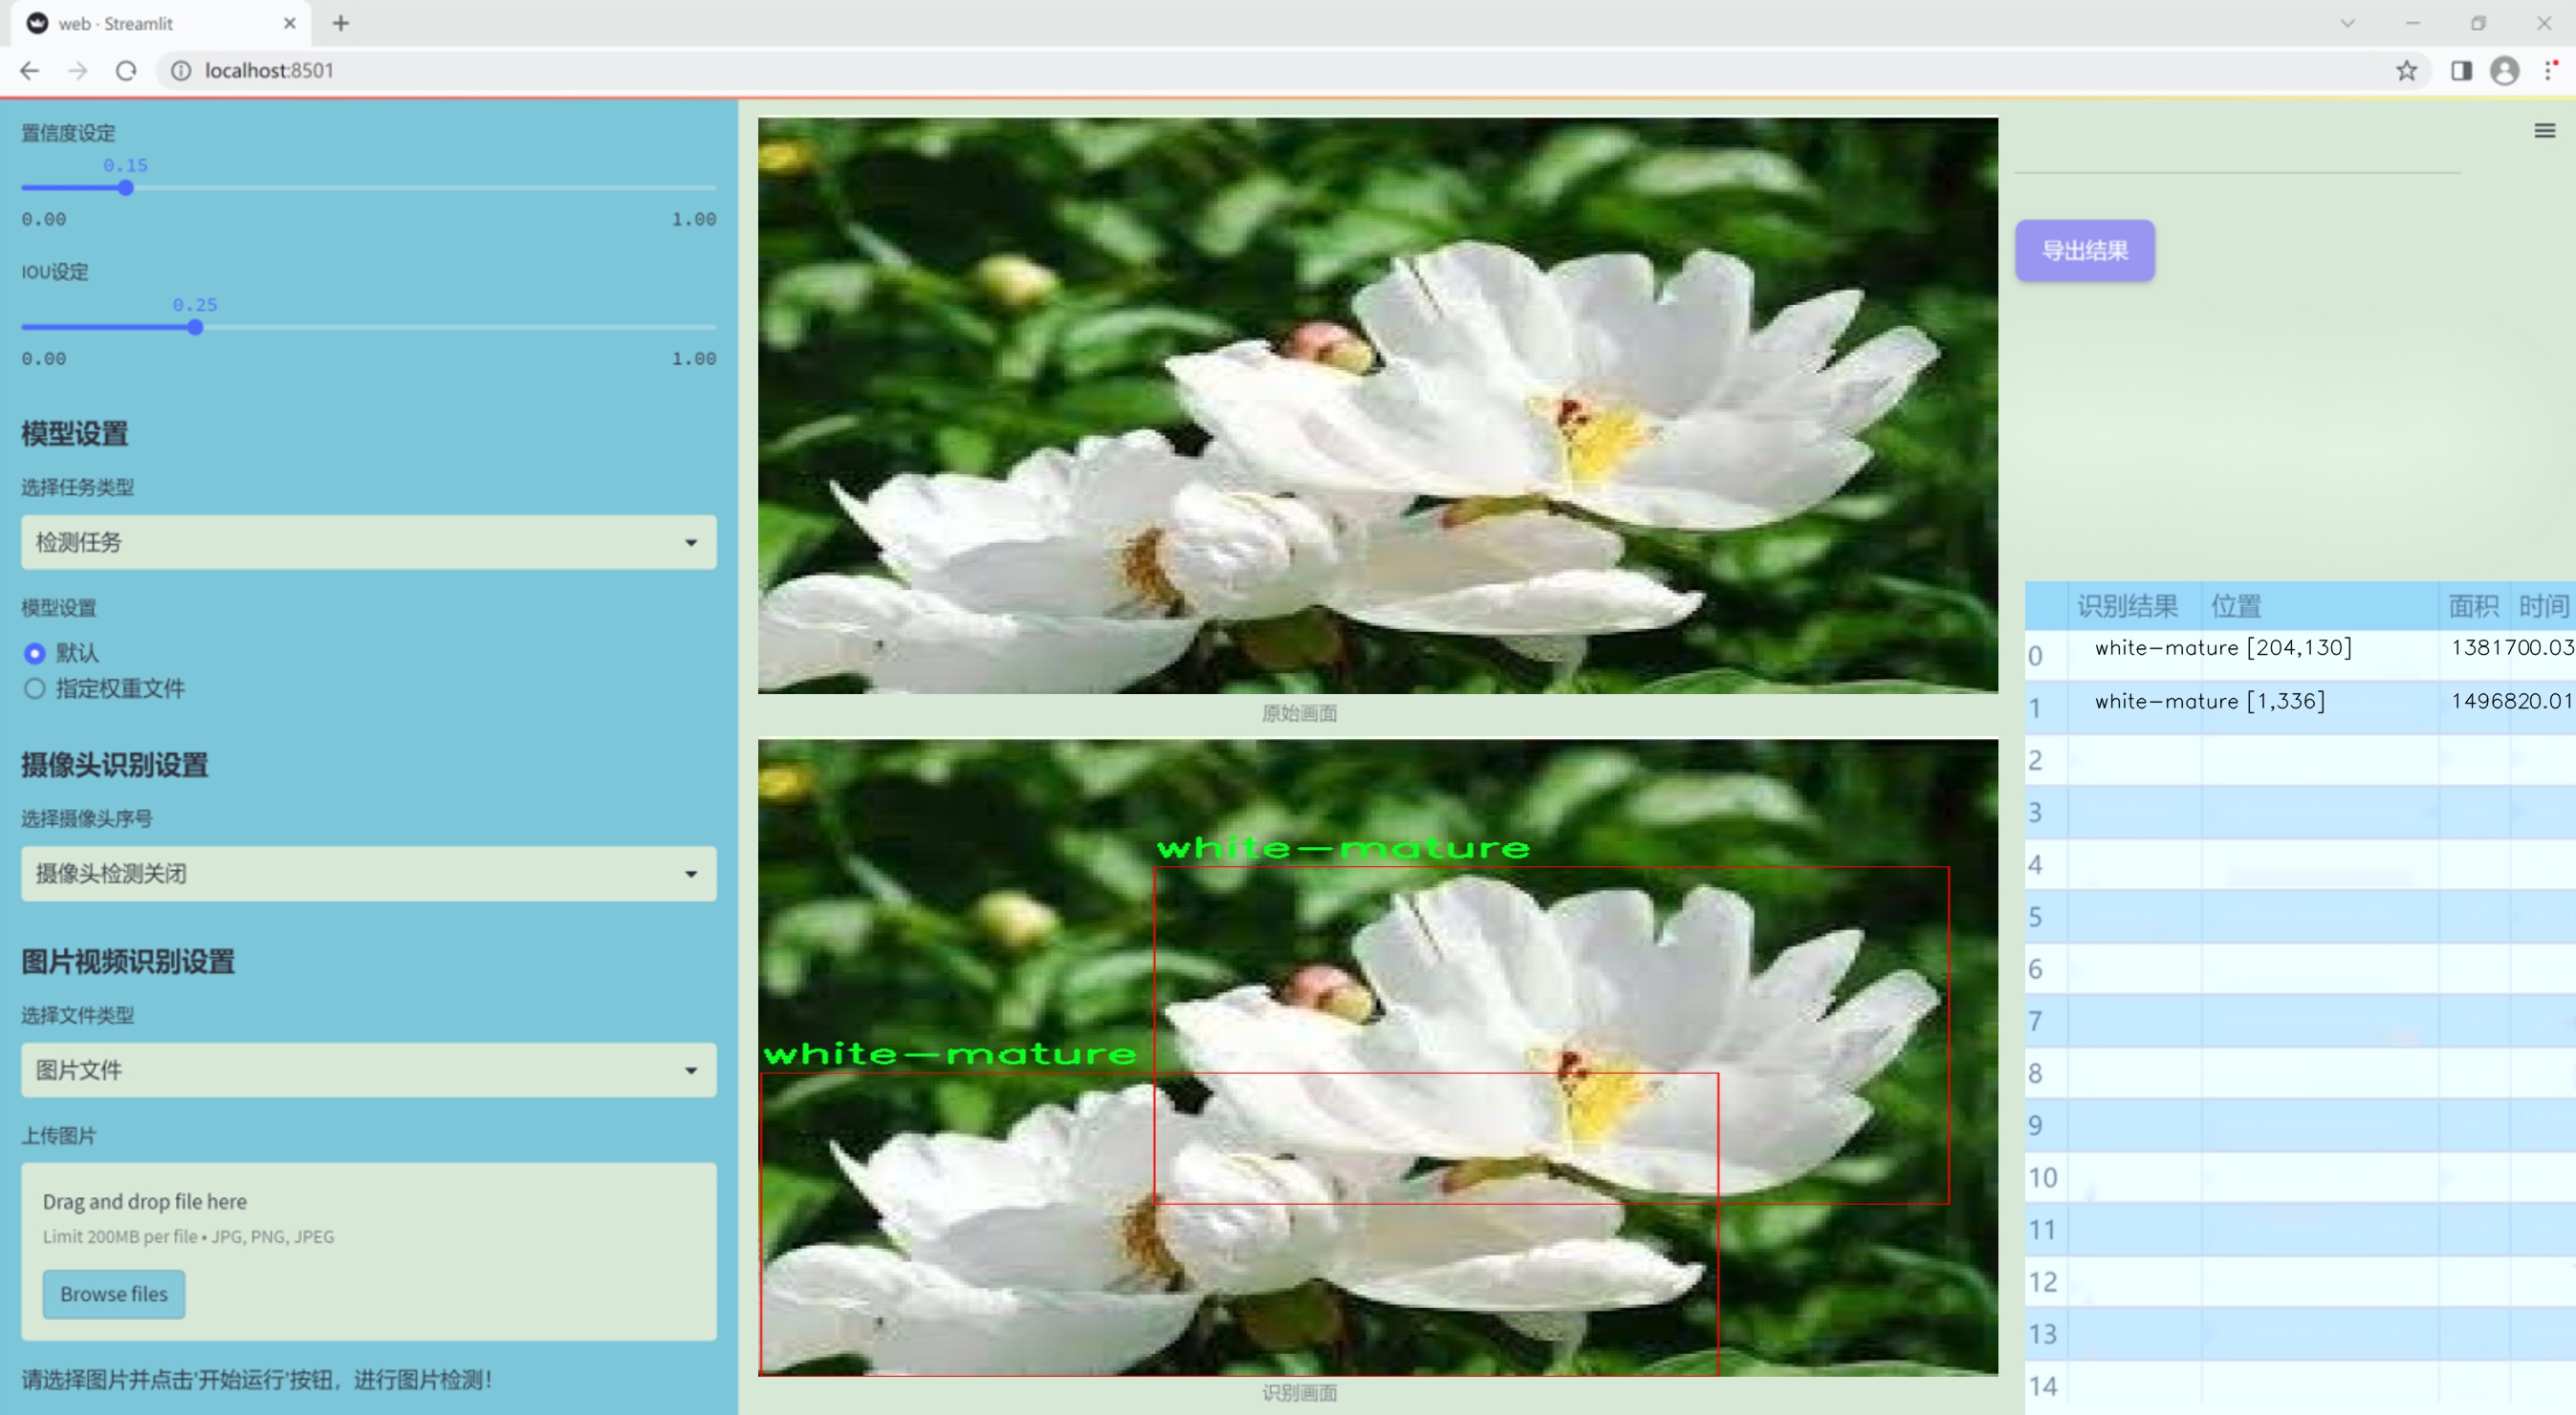 web · Streamlit
localhost:8501
置信度设定
0.15
0.00 1.00
IOU设定
0.25
0.00 1.00
模型设置
选择任务类型
检测任务
模型设置
默认
指定权重文件
摄像头识别设置
选择摄像头序号
摄像头检测关闭
图片视频识别设置
选择文件类型
图片文件
上传图片
Drag and drop file here
Limit 200MB per file • JPG, PNG, JPEG
Browse files
请选择图片并点击'开始运行'按钮，进行图片检测！
原始画面
white-mature
white-mature
识别画面
导出结果
识别结果 位置 面积 时间
0 white-mature [204,130] 1381700.03
1 white-mature [1,336] 1496820.01
2
3
4
5
6
7
8
9
10
11
12
13
14